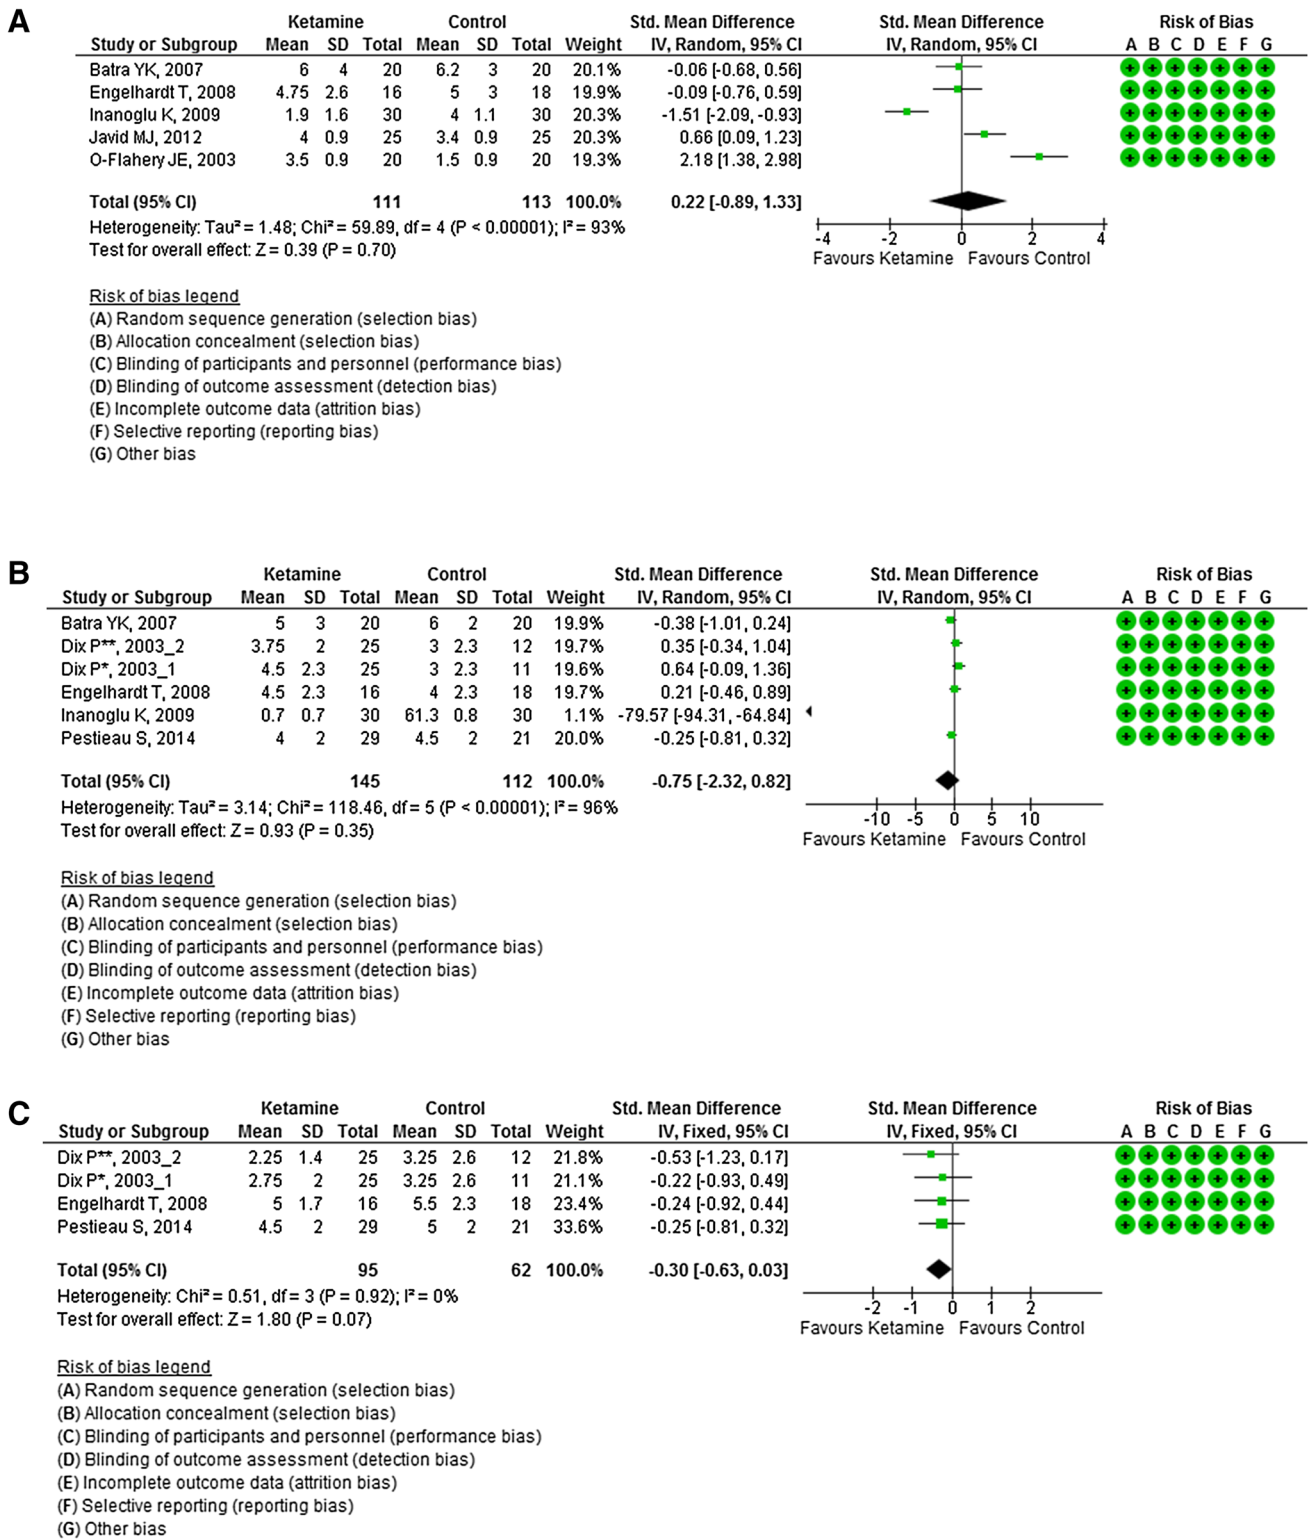 A
Ketamine Control Std. Mean Difference Std. Mean Difference Risk of Bias
Study or Subgroup Mean SD Total Mean SD Total Weight IV, Random, 95% CI IV, Random, 95% CI A B C D E F G
Batra YK, 2007 6 4 20 6.2 3 20 20.1% -0.06 [-0.68, 0.56] + + + + + + +
Engelhardt T, 2008 4.75 2.6 16 5 3 18 19.9% -0.09 [-0.76, 0.59] + + + + + + +
Inanoglu K, 2009 1.9 1.6 30 4 1.1 30 20.3% -1.51 [-2.09, -0.93] + + + + + + +
Javid MJ, 2012 4 0.9 25 3.4 0.9 25 20.3% 0.66 [0.09, 1.23] + + + + + + +
O-Flahery JE, 2003 3.5 0.9 20 1.5 0.9 20 19.3% 2.18 [1.38, 2.98] + + + + + + +
Total (95% CI) 111 113 100.0% 0.22 [-0.89, 1.33]
Heterogeneity: Tau² = 1.48; Chi² = 59.89, df = 4 (P < 0.00001); I² = 93%
Test for overall effect: Z = 0.39 (P = 0.70)
-4 -2 0 2 4
Favours Ketamine Favours Control
Risk of bias legend
(A) Random sequence generation (selection bias)
(B) Allocation concealment (selection bias)
(C) Blinding of participants and personnel (performance bias)
(D) Blinding of outcome assessment (detection bias)
(E) Incomplete outcome data (attrition bias)
(F) Selective reporting (reporting bias)
(G) Other bias
B
Ketamine Control Std. Mean Difference Std. Mean Difference Risk of Bias
Study or Subgroup Mean SD Total Mean SD Total Weight IV, Random, 95% CI IV, Random, 95% CI A B C D E F G
Batra YK, 2007 5 3 20 6 2 20 19.9% -0.38 [-1.01, 0.24] + + + + + + +
Dix P**, 2003_2 3.75 2 25 3 2.3 12 19.7% 0.35 [-0.34, 1.04] + + + + + + +
Dix P*, 2003_1 4.5 2.3 25 3 2.3 11 19.6% 0.64 [-0.09, 1.36] + + + + + + +
Engelhardt T, 2008 4.5 2.3 16 4 2.3 18 19.7% 0.21 [-0.46, 0.89] + + + + + + +
Inanoglu K, 2009 0.7 0.7 30 61.3 0.8 30 1.1% -79.57 [-94.31, -64.84] + + + + + + +
Pestieau S, 2014 4 2 29 4.5 2 21 20.0% -0.25 [-0.81, 0.32] + + + + + + +
Total (95% CI) 145 112 100.0% -0.75 [-2.32, 0.82]
Heterogeneity: Tau² = 3.14; Chi² = 118.46, df = 5 (P < 0.00001); I² = 96%
Test for overall effect: Z = 0.93 (P = 0.35)
-10 -5 0 5 10
Favours Ketamine Favours Control
Risk of bias legend
(A) Random sequence generation (selection bias)
(B) Allocation concealment (selection bias)
(C) Blinding of participants and personnel (performance bias)
(D) Blinding of outcome assessment (detection bias)
(E) Incomplete outcome data (attrition bias)
(F) Selective reporting (reporting bias)
(G) Other bias
C
Ketamine Control Std. Mean Difference Std. Mean Difference Risk of Bias
Study or Subgroup Mean SD Total Mean SD Total Weight IV, Fixed, 95% CI IV, Fixed, 95% CI A B C D E F G
Dix P**, 2003_2 2.25 1.4 25 3.25 2.6 12 21.8% -0.53 [-1.23, 0.17] + + + + + + +
Dix P*, 2003_1 2.75 2 25 3.25 2.6 11 21.1% -0.22 [-0.93, 0.49] + + + + + + +
Engelhardt T, 2008 5 1.7 16 5.5 2.3 18 23.4% -0.24 [-0.92, 0.44] + + + + + + +
Pestieau S, 2014 4.5 2 29 5 2 21 33.6% -0.25 [-0.81, 0.32] + + + + + + +
Total (95% CI) 95 62 100.0% -0.30 [-0.63, 0.03]
Heterogeneity: Chi² = 0.51, df = 3 (P = 0.92); I² = 0%
Test for overall effect: Z = 1.80 (P = 0.07)
-2 -1 0 1 2
Favours Ketamine Favours Control
Risk of bias legend
(A) Random sequence generation (selection bias)
(B) Allocation concealment (selection bias)
(C) Blinding of participants and personnel (performance bias)
(D) Blinding of outcome assessment (detection bias)
(E) Incomplete outcome data (attrition bias)
(F) Selective reporting (reporting bias)
(G) Other bias